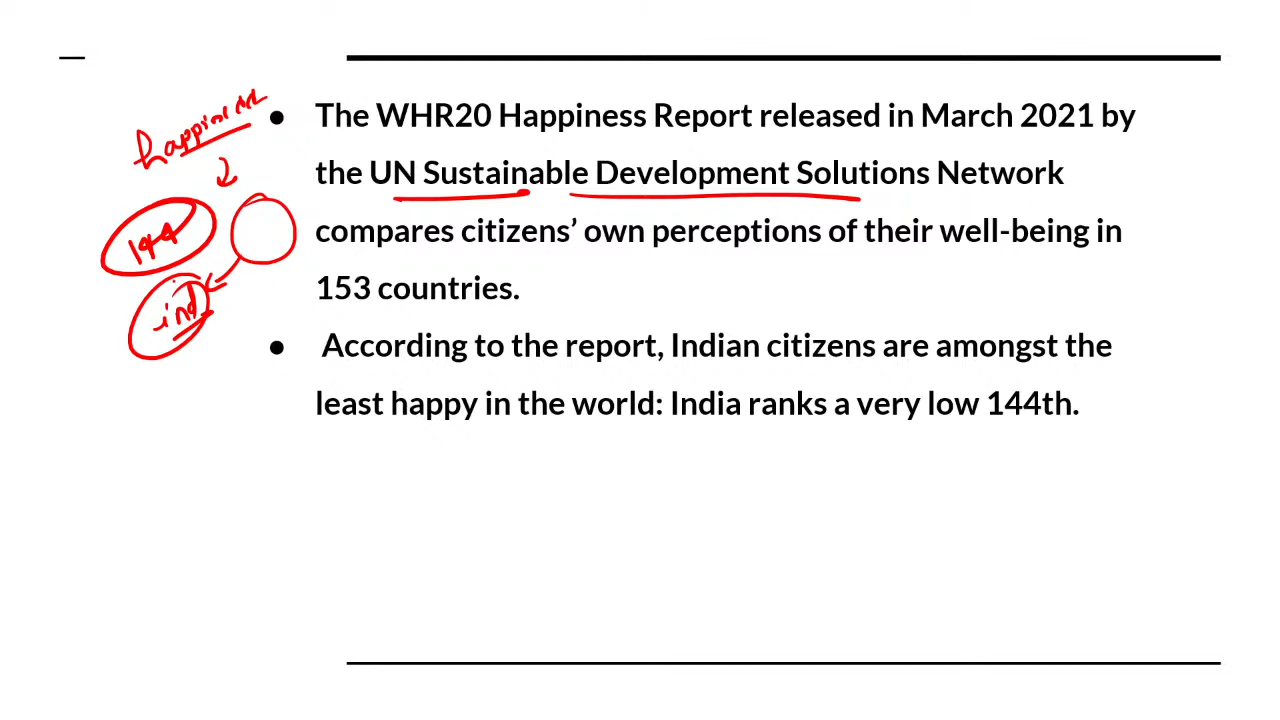 happiness
144
ind
● The WHR20 Happiness Report released in March 2021 by
the UN Sustainable Development Solutions Network
compares citizens’ own perceptions of their well-being in
153 countries.
● According to the report, Indian citizens are amongst the
least happy in the world: India ranks a very low 144th.